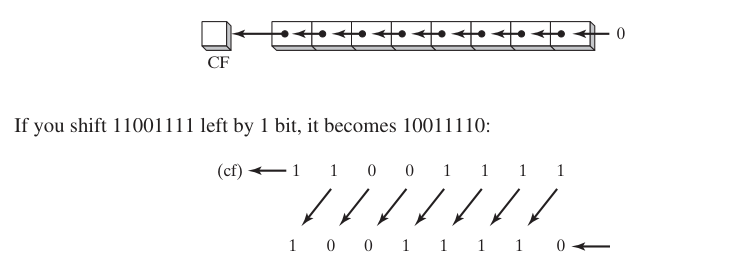 0
CF
If you shift 11001111 left by 1 bit, it becomes 10011110:
(cf) 1 1 0 0 1 1 1 1
1 0 0 1 1 1 1 0